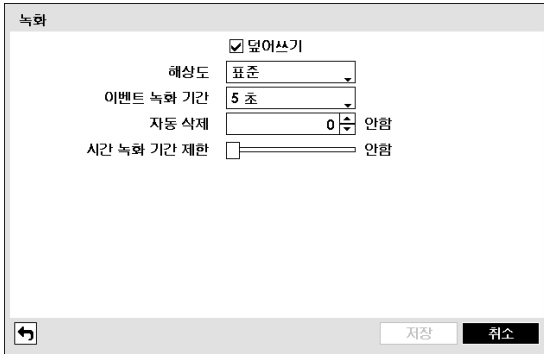 녹화
덮어쓰기
해상도 표준
이벤트 녹화 기간 5 초
자동 삭제 0 안함
시간 녹화 기간 제한 안함
저장 취소